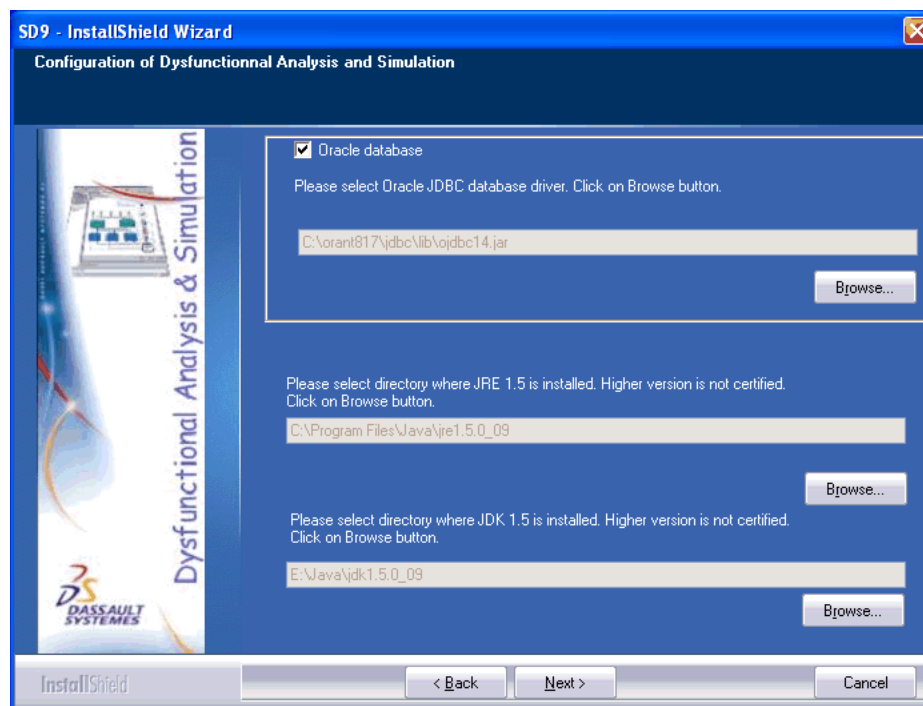 SD9 - InstallShield Wizard
Configuration of Dysfunctionnal Analysis and Simulation
Dysfunctional Analysis & Simulation
DASSAULT
SYSTEMES
Oracle database
Please select Oracle JDBC database driver. Click on Browse button.
C:\orant817\jdbc\lib\ojdbc14.jar
Browse...
Please select directory where JRE 1.5 is installed. Higher version is not certified.
Click on Browse button.
C:\Program Files\Java\jre1.5.0_09
Browse...
Please select directory where JDK 1.5 is installed. Higher version is not certified.
Click on Browse button.
E:\Java\jdk1.5.0_09
Browse...
InstallShield
< Back
Next >
Cancel